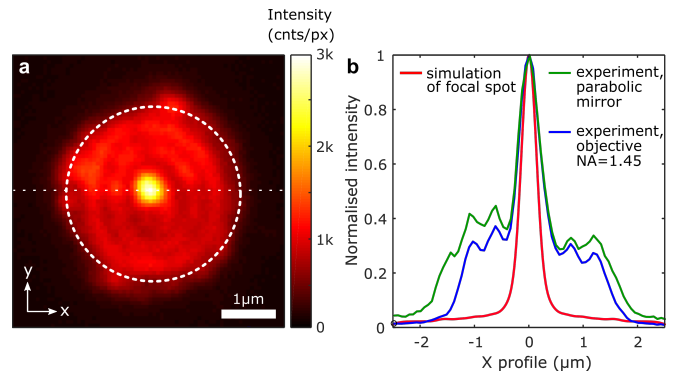 Intensity
(cnts/px)
a
3k
2k
1k
0
y
x
1µm
b
simulation
of focal spot
experiment,
parabolic
mirror
experiment,
objective
NA=1.45
Normalised intnensity
1
0.8
0.6
0.4
0.2
0
-2
-1
0
1
2
X profile (µm)